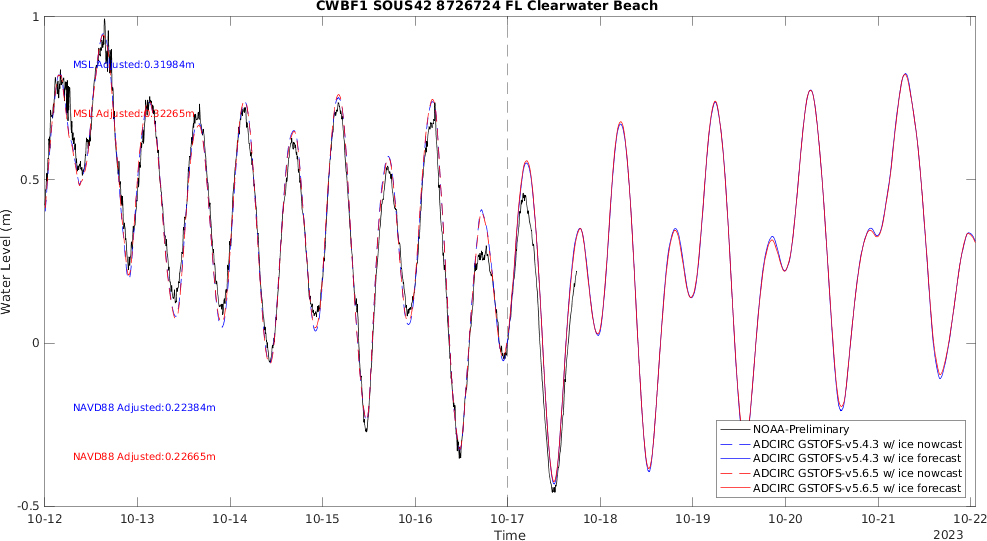 CWBF1 SOUS42 8726724 FL Clearwater Beach
1
0.5
0
-0.5
Water Level (m)
MSL Adjusted:0.31984m
MSL Adjusted:0.32265m
NAVD88 Adjusted:0.22384m
NAVD88 Adjusted:0.22665m
NOAA-Preliminary
ADCIRC GSTOFS-v5.4.3 w/ ice nowcast
ADCIRC GSTOFS-v5.4.3 w/ ice forecast
ADCIRC GSTOFS-v5.6.5 w/ ice nowcast
ADCIRC GSTOFS-v5.6.5 w/ ice forecast
10-12 10-13 10-14 10-15 10-16 10-17 10-18 10-19 10-20 10-21 10-22
Time
2023